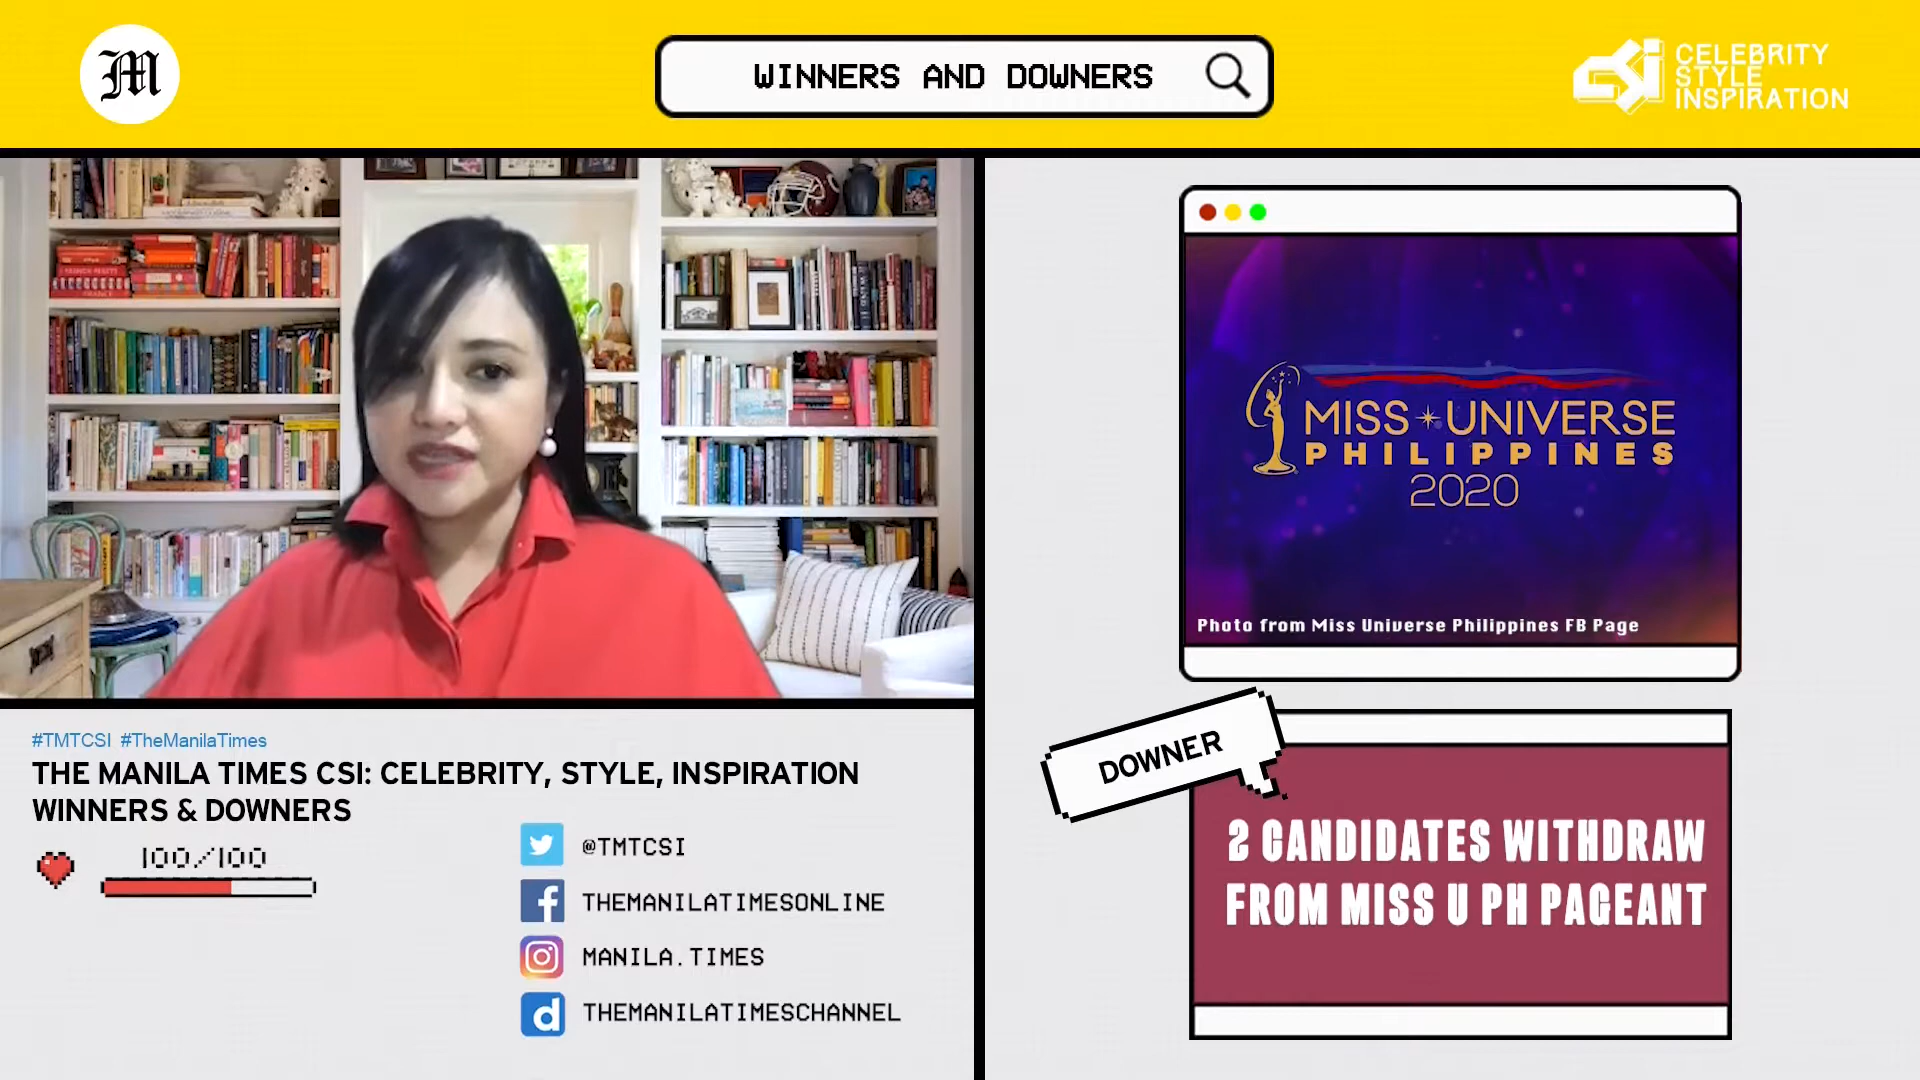 M
WINNERS AND DOWNERS
CSI
CELEBRITY
STYLE
INSPIRATION
MISS UNIVERSE
PHILIPPINES
2020
Photo from Miss Universe Philippines FB Page
DOWNER
2 CANDIDATES WITHDRAW
FROM MISS U PH PAGEANT
#TMTCSI #TheManilaTimes
THE MANILA TIMES CSI: CELEBRITY, STYLE, INSPIRATION
WINNERS & DOWNERS
100/100
@TMTCSI
THEMANILATIMESONLINE
MANILA.TIMES
THEMANILATIMESCHANNEL